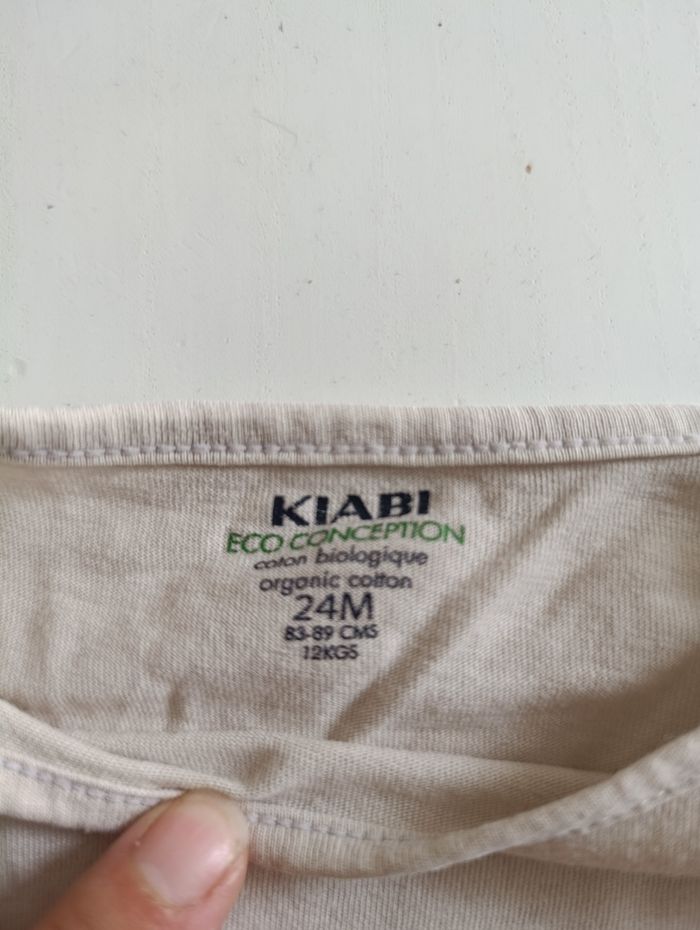 KIABI
ECO CONCEPTION
coton biologique
organic cotton
24M
83-89 CMS
12KGS